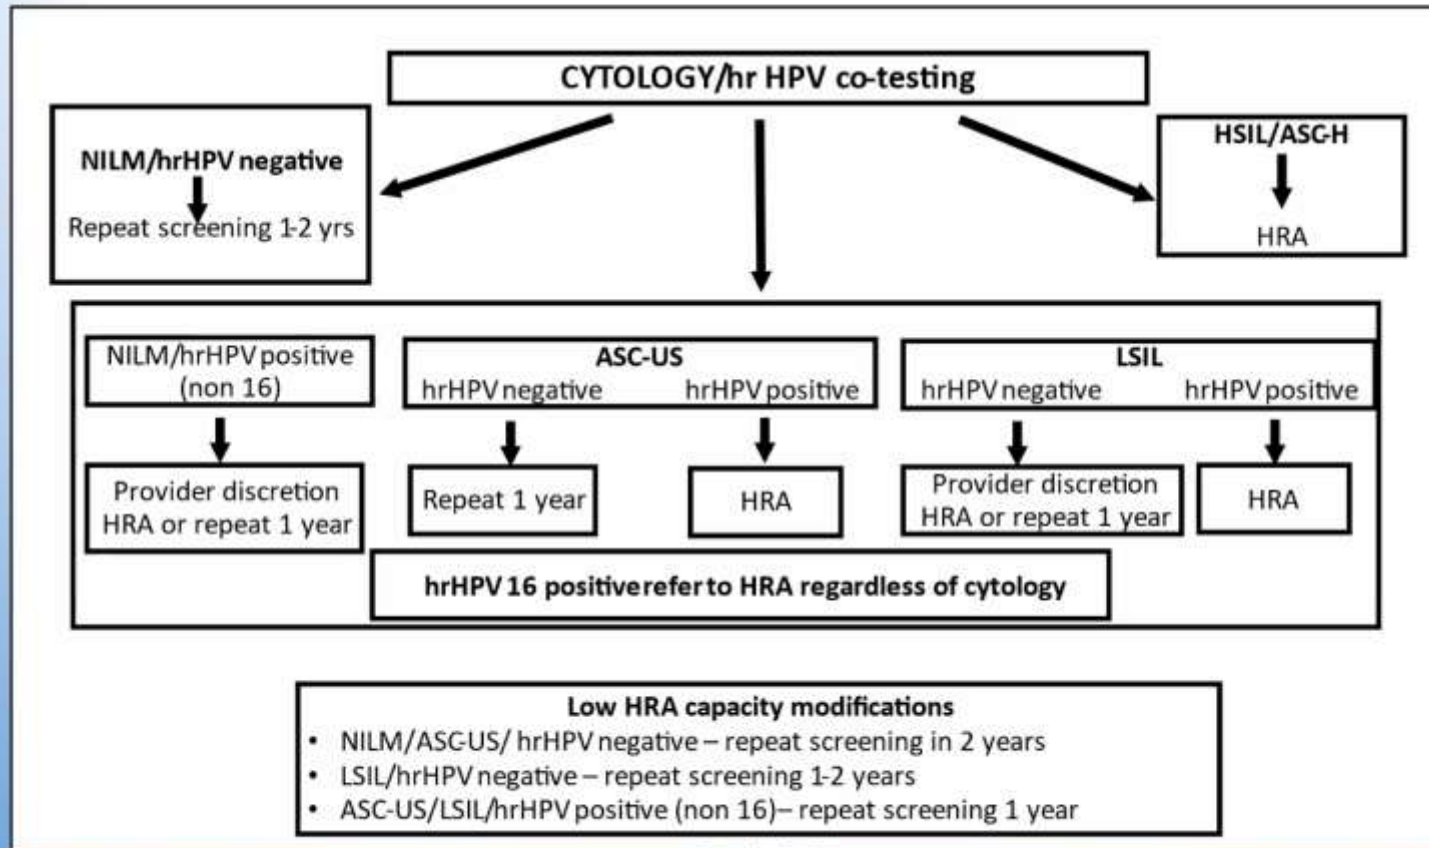 CYTOLOGY/hr HPV co-testing
NILM/hrHPV negative
Repeat screening 1-2 yrs
HSIL/ASC-H
HRA
NILM/hrHPV positive
(non 16)
Provider discretion
HRA or repeat 1 year
ASC-US
hrHPV negative
hrHPV positive
Repeat 1 year
HRA
LSIL
hrHPV negative
hrHPV positive
Provider discretion
HRA or repeat 1 year
HRA
hrHPV 16 positive refer to HRA regardless of cytology
Low HRA capacity modifications
• NILM/ASC-US/ hrHPV negative – repeat screening in 2 years
• LSIL/hrHPV negative – repeat screening 1-2 years
• ASC-US/LSIL/hrHPV positive (non 16)– repeat screening 1 year